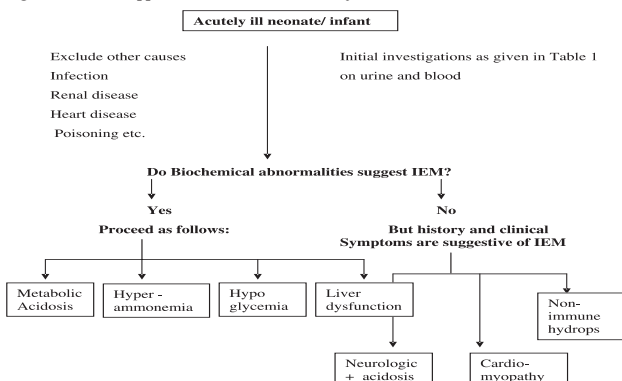 Acutely ill neonate/ infant
Exclude other causes
Infection
Renal disease
Heart disease
Poisoning etc.
Initial investigations as given in Table 1
on urine and blood
Do Biochemical abnormalities suggest IEM?
Yes
Proceed as follows:
No
But history and clinical
Symptoms are suggestive of IEM
Metabolic
Acidosis
Hyper -
ammonemia
Hypo
glycemia
Liver
dysfunction
Non-
immune
hydrops
Neurologic
+ acidosis
Cardio-
myopathy